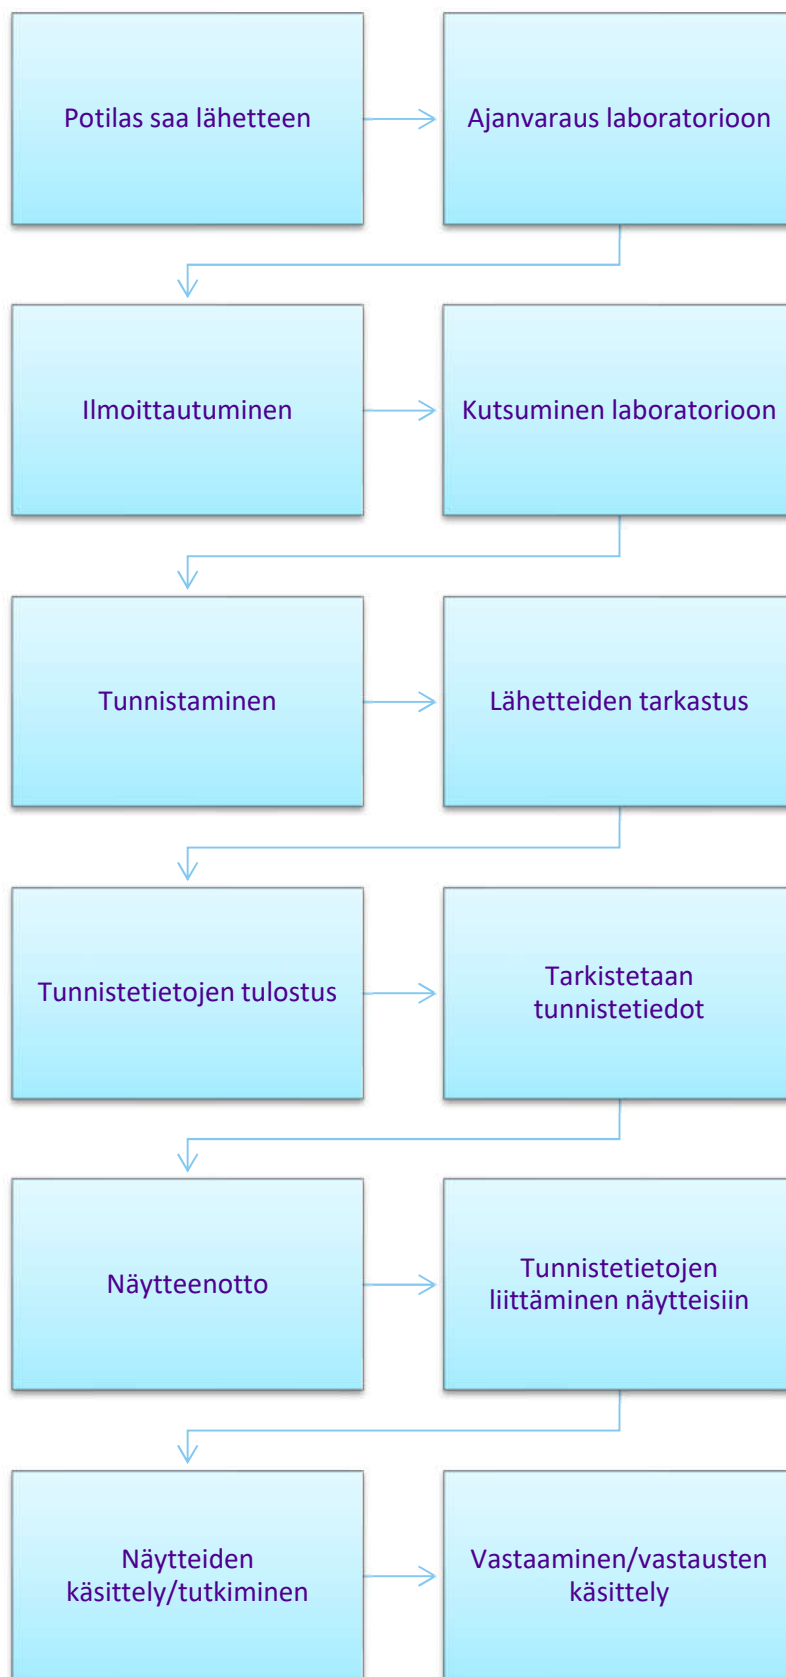 Potilas saa lähetteen
Ajanvaraus laboratorioon
Ilmoittautuminen
Kutsuminen laboratorioon
Tunnistaminen
Lähetteiden tarkastus
Tunnistetietojen tulostus
Tarkistetaan
tunnistetiedot
Näytteenotto
Tunnistetietojen
liittäminen näytteisiin
Näytteiden
käsittely/tutkiminen
Vastaaminen/vastausten
käsittely